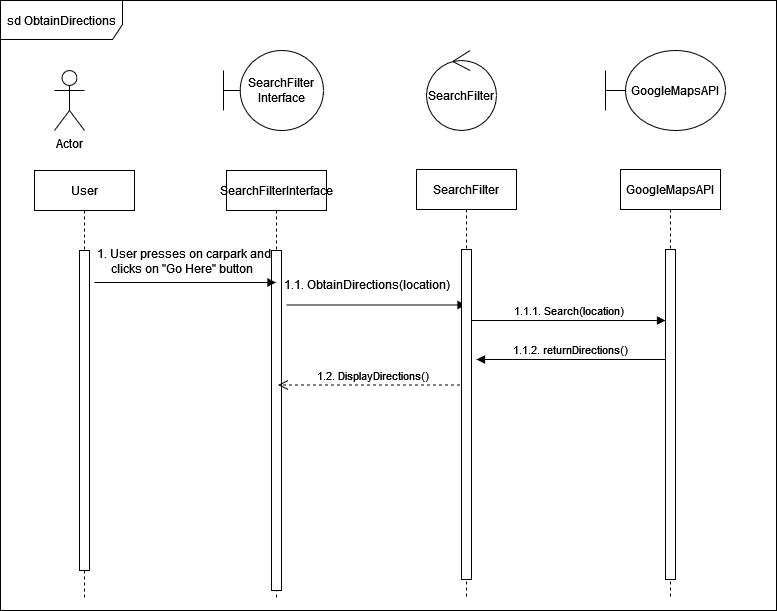 sd ObtainDirections
SearchFilter
Interface
SearchFilter
GoogleMapsAPI
Actor
User
SearchFilterInterface
SearchFilter
GoogleMapsAPI
1. User presses on carpark and
clicks on "Go Here" button
1.1. ObtainDirections(location)
1.1.1. Search(location)
1.1.2. returnDirections()
1.2. DisplayDirections()